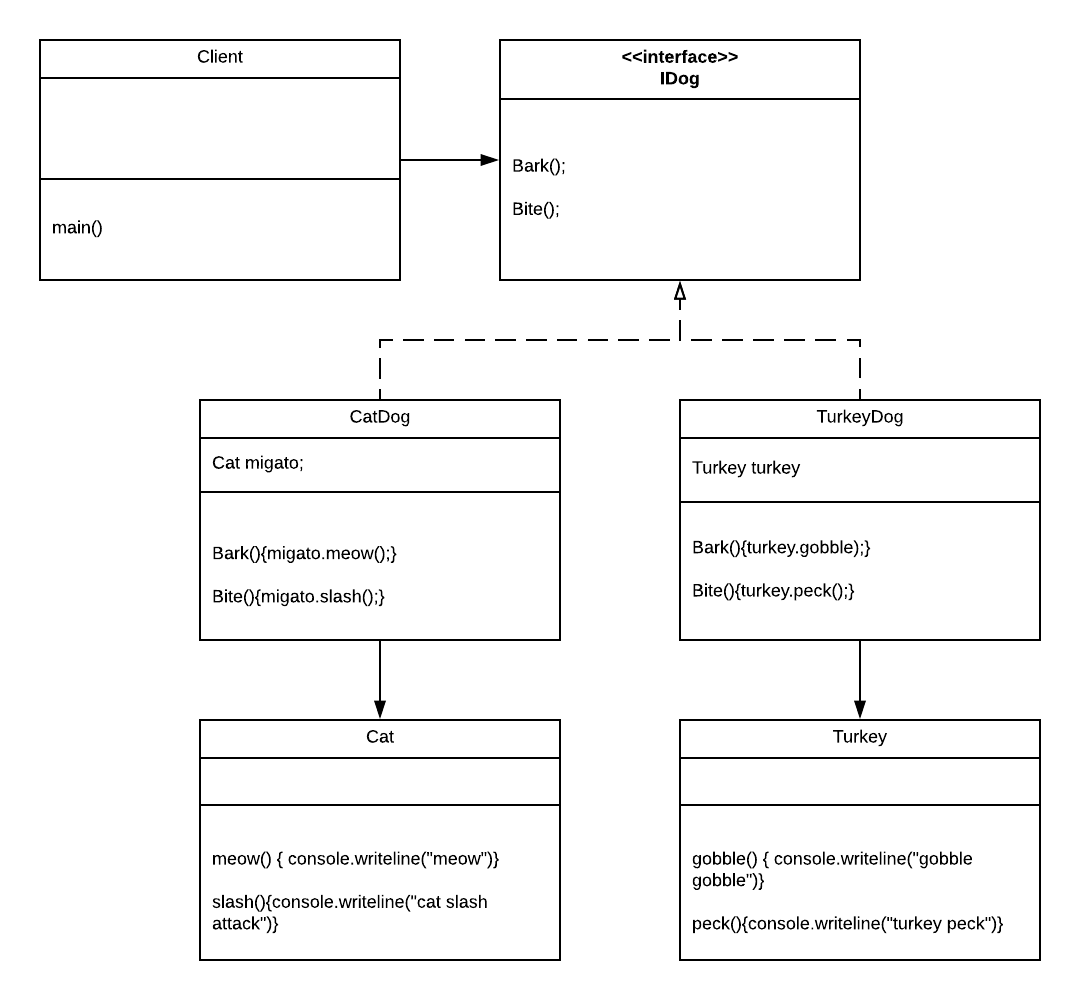 Client
main()
<<interface>>
IDog
Bark();
Bite();
CatDog
Cat migato;
Bark(){migato.meow();}
Bite(){migato.slash();}
TurkeyDog
Turkey turkey
Bark(){turkey.gobble);}
Bite(){turkey.peck();}
Cat
meow() { console.writeline("meow")}
slash(){console.writeline("cat slash
attack")}
Turkey
gobble() { console.writeline("gobble
gobble")}
peck(){console.writeline("turkey peck")}